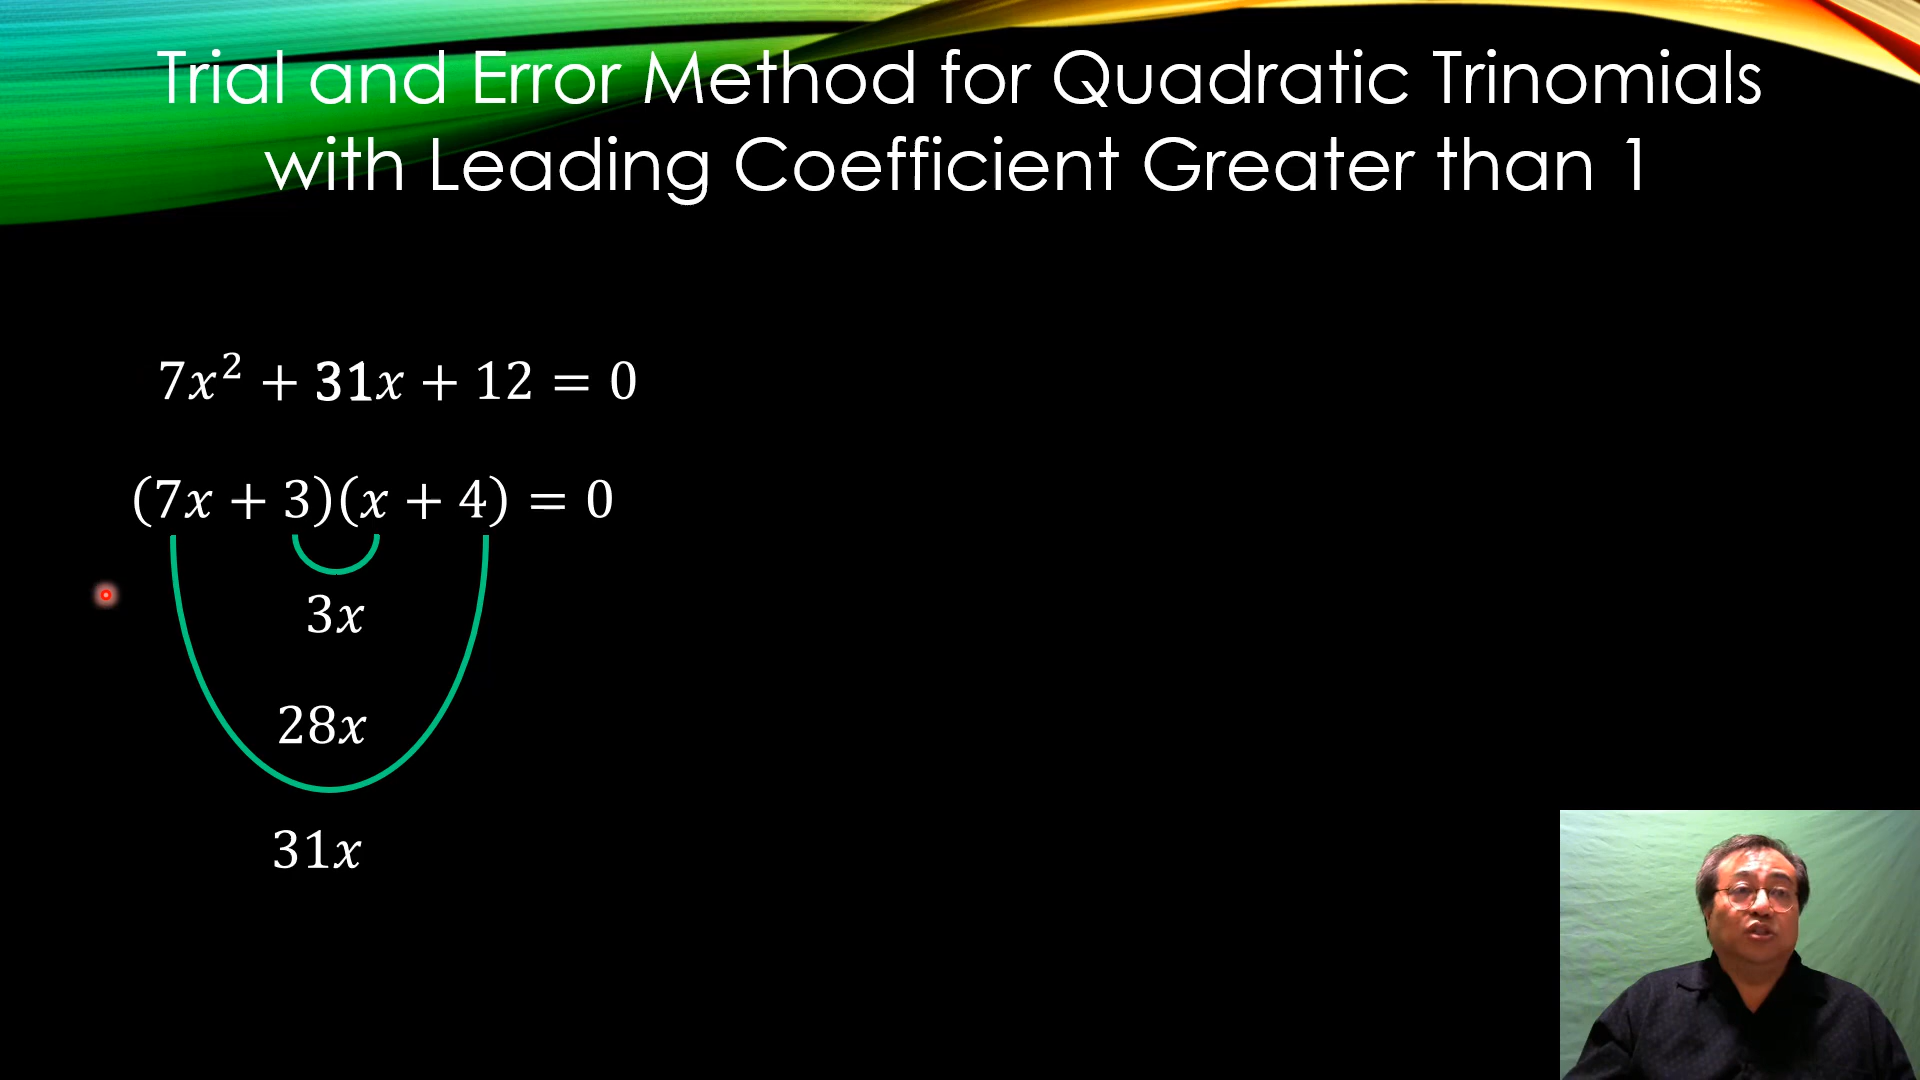 Trial and Error Method for Quadratic Trinomials
with Leading Coefficient Greater than 1
7x² + 31x + 12 = 0
(7x + 3)(x + 4) = 0
3x
28x
31x